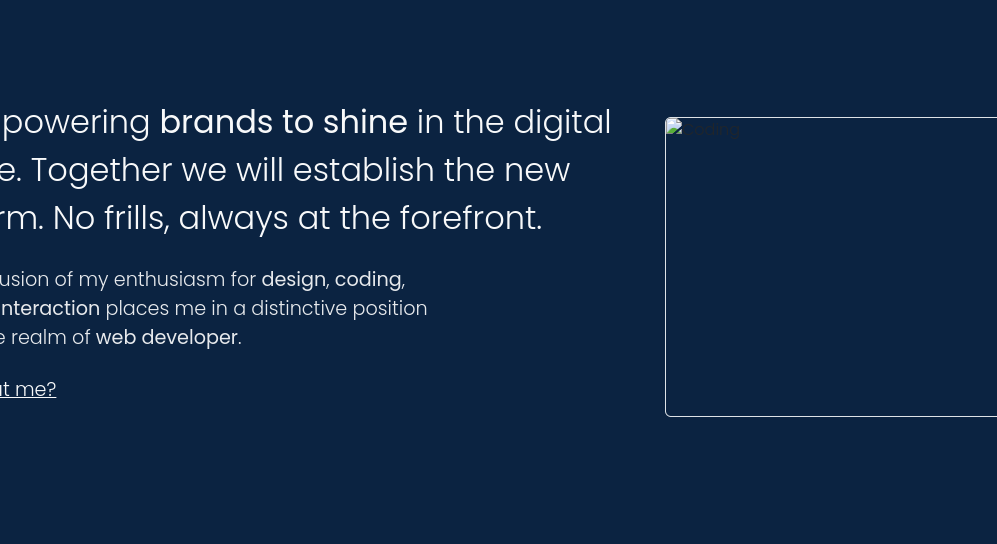 powering brands to shine in the digital
e. Together we will establish the new
rm. No frills, always at the forefront.
usion of my enthusiasm for design, coding,
nteraction places me in a distinctive position
e realm of web developer.
ut me?
Coding